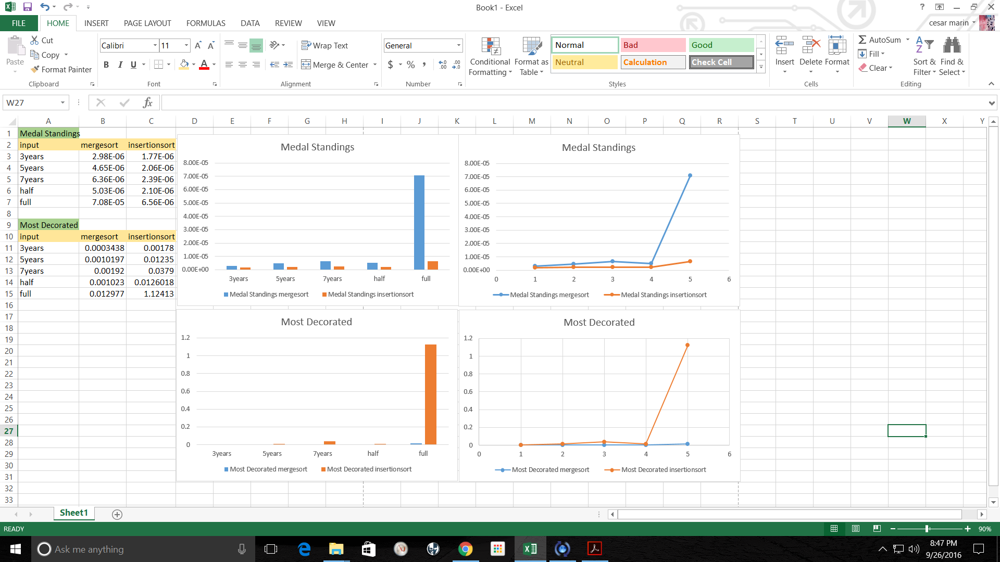 Book1 - Excel
?
FILE HOME INSERT PAGE LAYOUT FORMULAS DATA REVIEW VIEW
cesar marin
Cut
Copy
Format Painter
Paste
Clipboard
Calibri 11
B I U
Font
Wrap Text
Merge & Center
Alignment
General
$ % ,
Number
Conditional Formatting
Format as Table
Normal Bad Good
Neutral Calculation Check Cell
Styles
Insert Delete Format
Cells
AutoSum
Fill
Clear
Sort & Filter
Find & Select
Editing
W27
fx
A B C D E F G H I J K L M N O P Q R S T U V W X Y
1 Medal Standings
2 input mergesort insertionsort
3 3years 2.98E-06 1.77E-06
4 5years 4.65E-06 2.06E-06
5 7years 6.36E-06 2.39E-06
6 half 5.03E-06 2.10E-06
7 full 7.08E-05 6.56E-06
8
9 Most Decorated
10 input mergesort insertionsort
11 3years 0.0003438 0.00178
12 5years 0.0010197 0.01235
13 7years 0.00192 0.0379
14 half 0.001023 0.0126018
15 full 0.012977 1.12413
16
17
18
19
20
21
22
23
24
25
26
27
28
29
30
31
32
33
Medal Standings
8.00E-05
7.00E-05
6.00E-05
5.00E-05
4.00E-05
3.00E-05
2.00E-05
1.00E-05
0.00E+00
3years 5years 7years half full
Medal Standings mergesort Medal Standings insertionsort
Medal Standings
8.00E-05
7.00E-05
6.00E-05
5.00E-05
4.00E-05
3.00E-05
2.00E-05
1.00E-05
0.00E+00
0 1 2 3 4 5 6
Medal Standings mergesort Medal Standings insertionsort
Most Decorated
1.2
1
0.8
0.6
0.4
0.2
0
3years 5years 7years half full
Most Decorated mergesort Most Decorated insertionsort
Most Decorated
1.2
1
0.8
0.6
0.4
0.2
0
0 1 2 3 4 5 6
Most Decorated mergesort Most Decorated insertionsort
Sheet1
READY
90%
Ask me anything
8:47 PM
9/26/2016